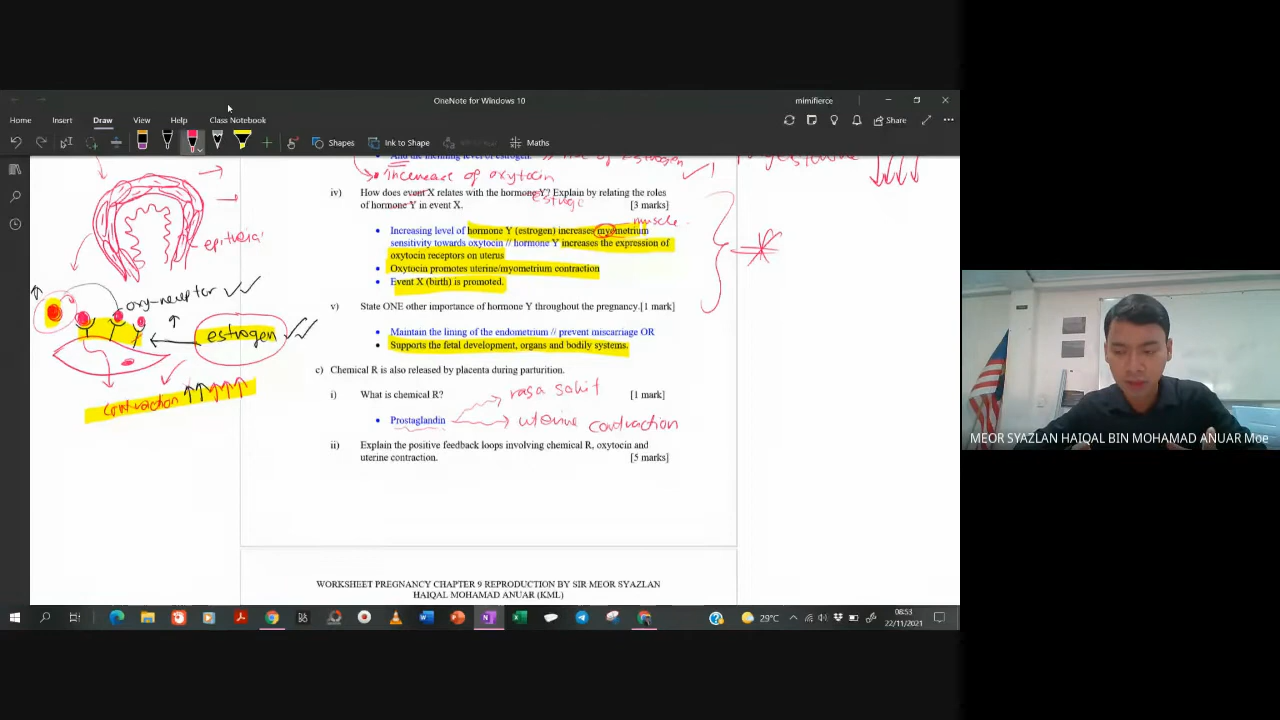 OneNote for Windows 10
mimifierce
Home Insert Draw View Help Class Notebook
Share
Shapes Ink to Shape Maths
And the inclining level of estrogen.
of estrogen
increase of oxytocin
iv) How does event X relates with the hormone Y? Explain by relating the roles
of hormone Y in event X. [3 marks]
muscle
Increasing level of hormone Y (estrogen) increases myometrium
sensitivity towards oxytocin // hormone Y increases the expression of
oxytocin receptors on uterus
Oxytocin promotes uterine/myometrium contraction
Event X (birth) is promoted.
oxy-receptor
estrogen
contraction
v) State ONE other importance of hormone Y throughout the pregnancy.[1 mark]
Maintain the lining of the endometrium // prevent miscarriage OR
Supports the fetal development, organs and bodily systems.
c) Chemical R is also released by placenta during parturition.
i) What is chemical R? [1 mark]
rasa sakit
Prostaglandin
uterine contraction
ii) Explain the positive feedback loops involving chemical R, oxytocin and
uterine contraction. [5 marks]
WORKSHEET PREGNANCY CHAPTER 9 REPRODUCTION BY SIR MEOR SYAZLAN
HAIQAL MOHAMAD ANUAR (KML)
29°C
08:53
22/11/2021
MEOR SYAZLAN HAIQAL BIN MOHAMAD ANUAR Moe